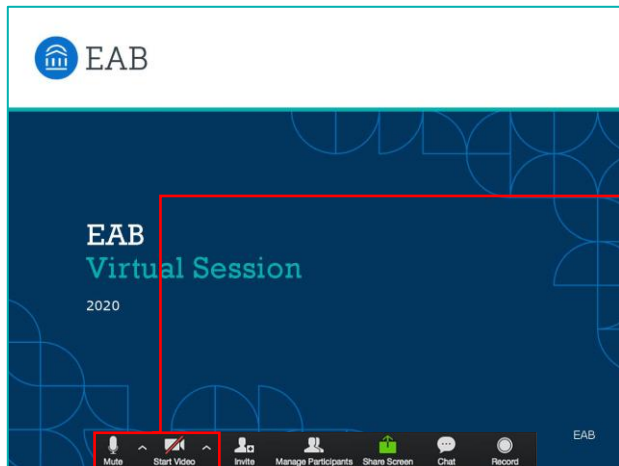 EAB
EAB
Virtual Session
2020
EAB
Mute Start Video Invite Manage Participants Share Screen Chat Record